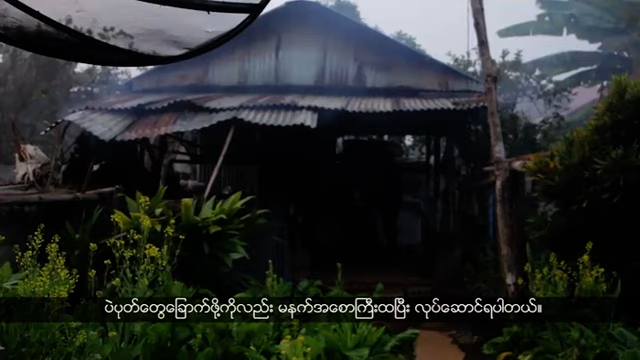 ပဲပုတ်တွေခြောက်ဖို့ကိုလည်း မနက်အစောကြီးထပြီး လုပ်ဆောင်ရပါတယ်။